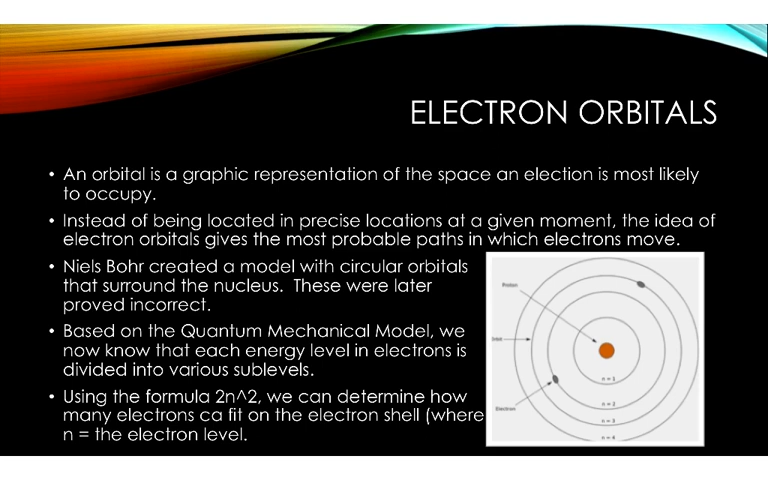 ELECTRON ORBITALS
• An orbital is a graphic representation of the space an election is most likely
to occupy.
• Instead of being located in precise locations at a given moment, the idea of
electron orbitals gives the most probable paths in which electrons move.
• Niels Bohr created a model with circular orbitals
that surround the nucleus. These were later
proved incorrect.
• Based on the Quantum Mechanical Model, we
now know that each energy level in electrons is
divided into various sublevels.
• Using the formula 2n^2, we can determine how
many electrons ca fit on the electron shell (where
n = the electron level.
Proton
Orbit
Electron
n = 1
n = 2
n = 3
n = 4